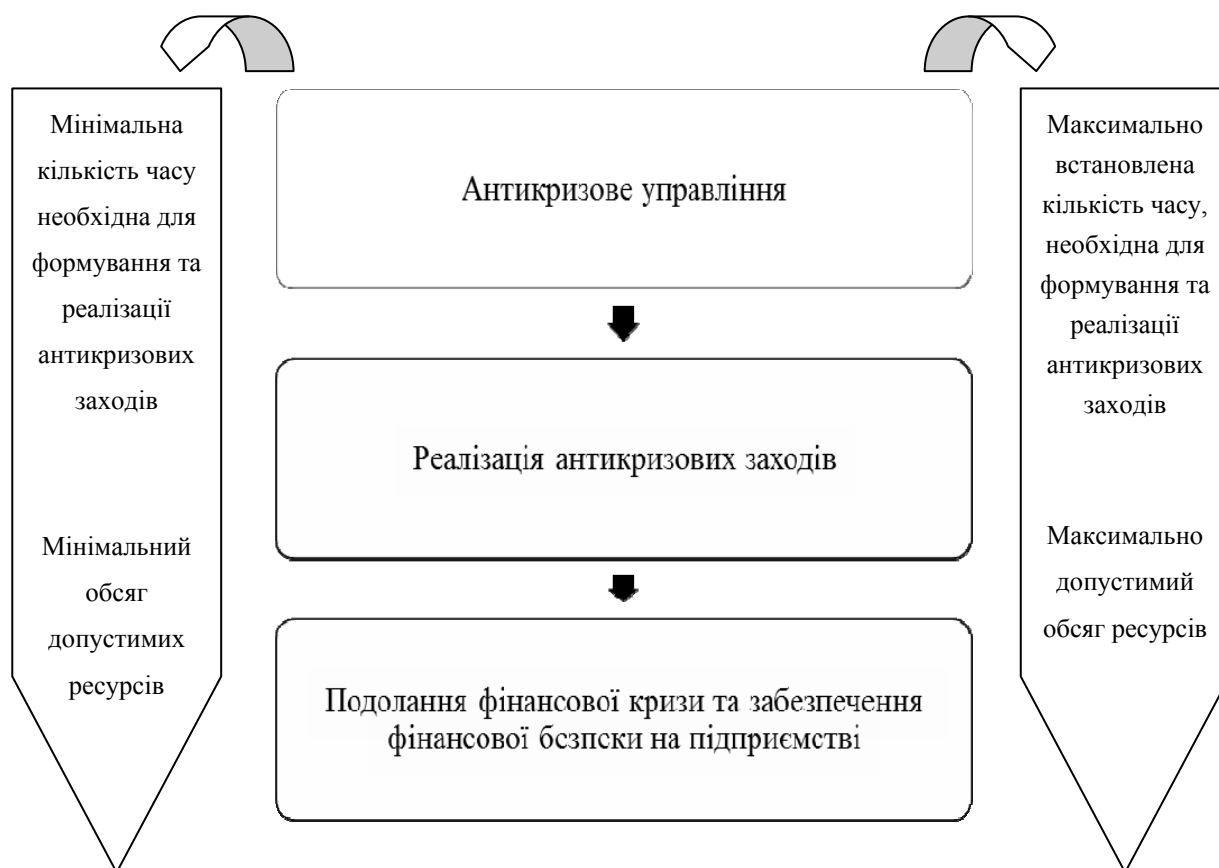 Мінімальна
кількість часу
необхідна для
формування та
реалізації
антикризових
заходів
Мінімальний
обсяг
допустимих
ресурсів
Антикризове управління
Реалізація антикризових заходів
Подолання фінансової кризи та забезпечення
фінансової безпеки на підприємстві
Максимально
встановлена
кількість часу,
необхідна для
формування та
реалізації
антикризових
заходів
Максимально
допустимий
обсяг ресурсів